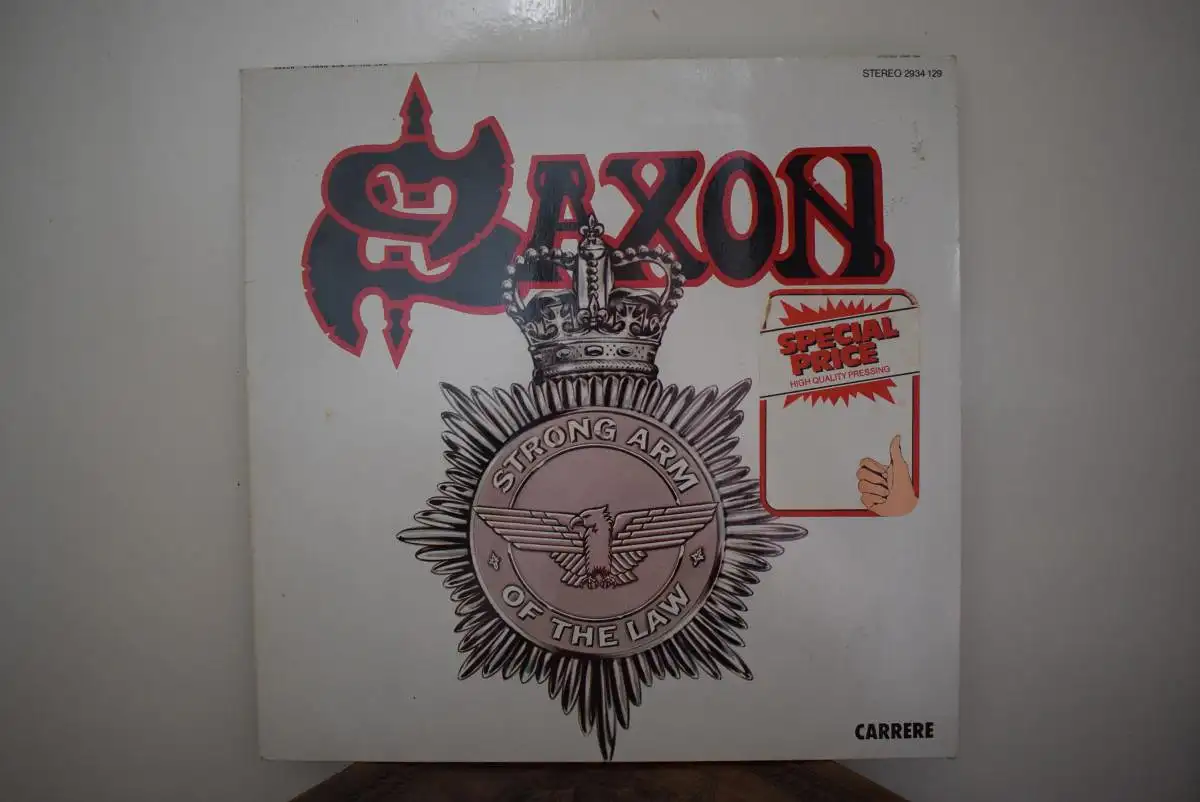 STEREO 2934 129
SAXON
SPECIAL
PRICE
HIGH QUALITY PRESSING
STRONG ARM
OF THE LAW
CARRERE